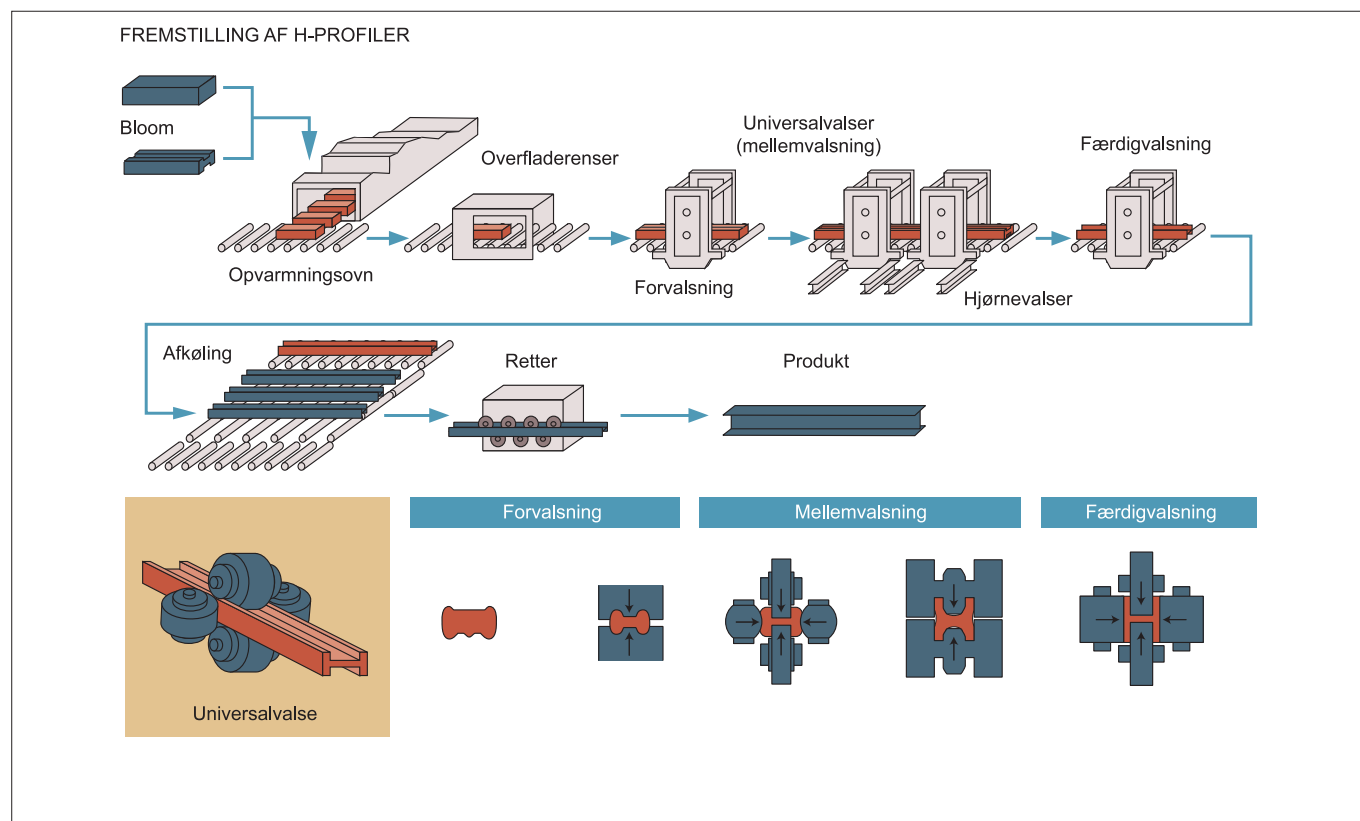 FREMSTILLING AF H-PROFILER
Bloom
Opvarmningsovn
Overfladerenser
Forvalsning
Universalvalser
(mellemvalsning)
Hjørnevalser
Færdigvalsning
Afkøling
Retter
Produkt
Universalvalse
Forvalsning
Mellemvalsning
Færdigvalsning